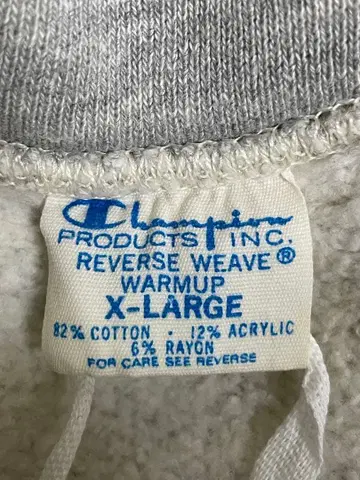 Champion
PRODUCTS INC.
REVERSE WEAVE®
WARMUP
X-LARGE
82% COTTON · 12% ACRYLIC
6% RAYON
FOR CARE SEE REVERSE